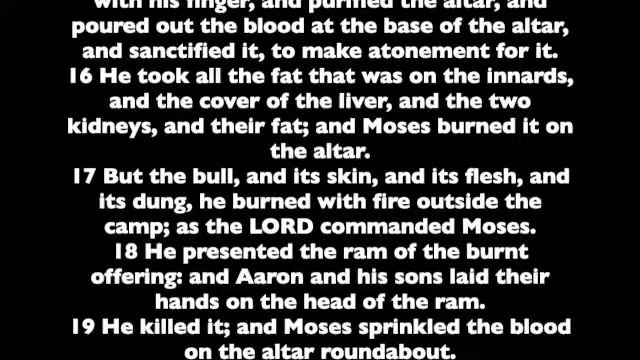 with his finger, and purified the altar, and
poured out the blood at the base of the altar,
and sanctified it, to make atonement for it.
16 He took all the fat that was on the innards,
and the cover of the liver, and the two
kidneys, and their fat; and Moses burned it on
the altar.
17 But the bull, and its skin, and its flesh, and
its dung, he burned with fire outside the
camp; as the LORD commanded Moses.
18 He presented the ram of the burnt
offering: and Aaron and his sons laid their
hands on the head of the ram.
19 He killed it; and Moses sprinkled the blood
on the altar roundabout.